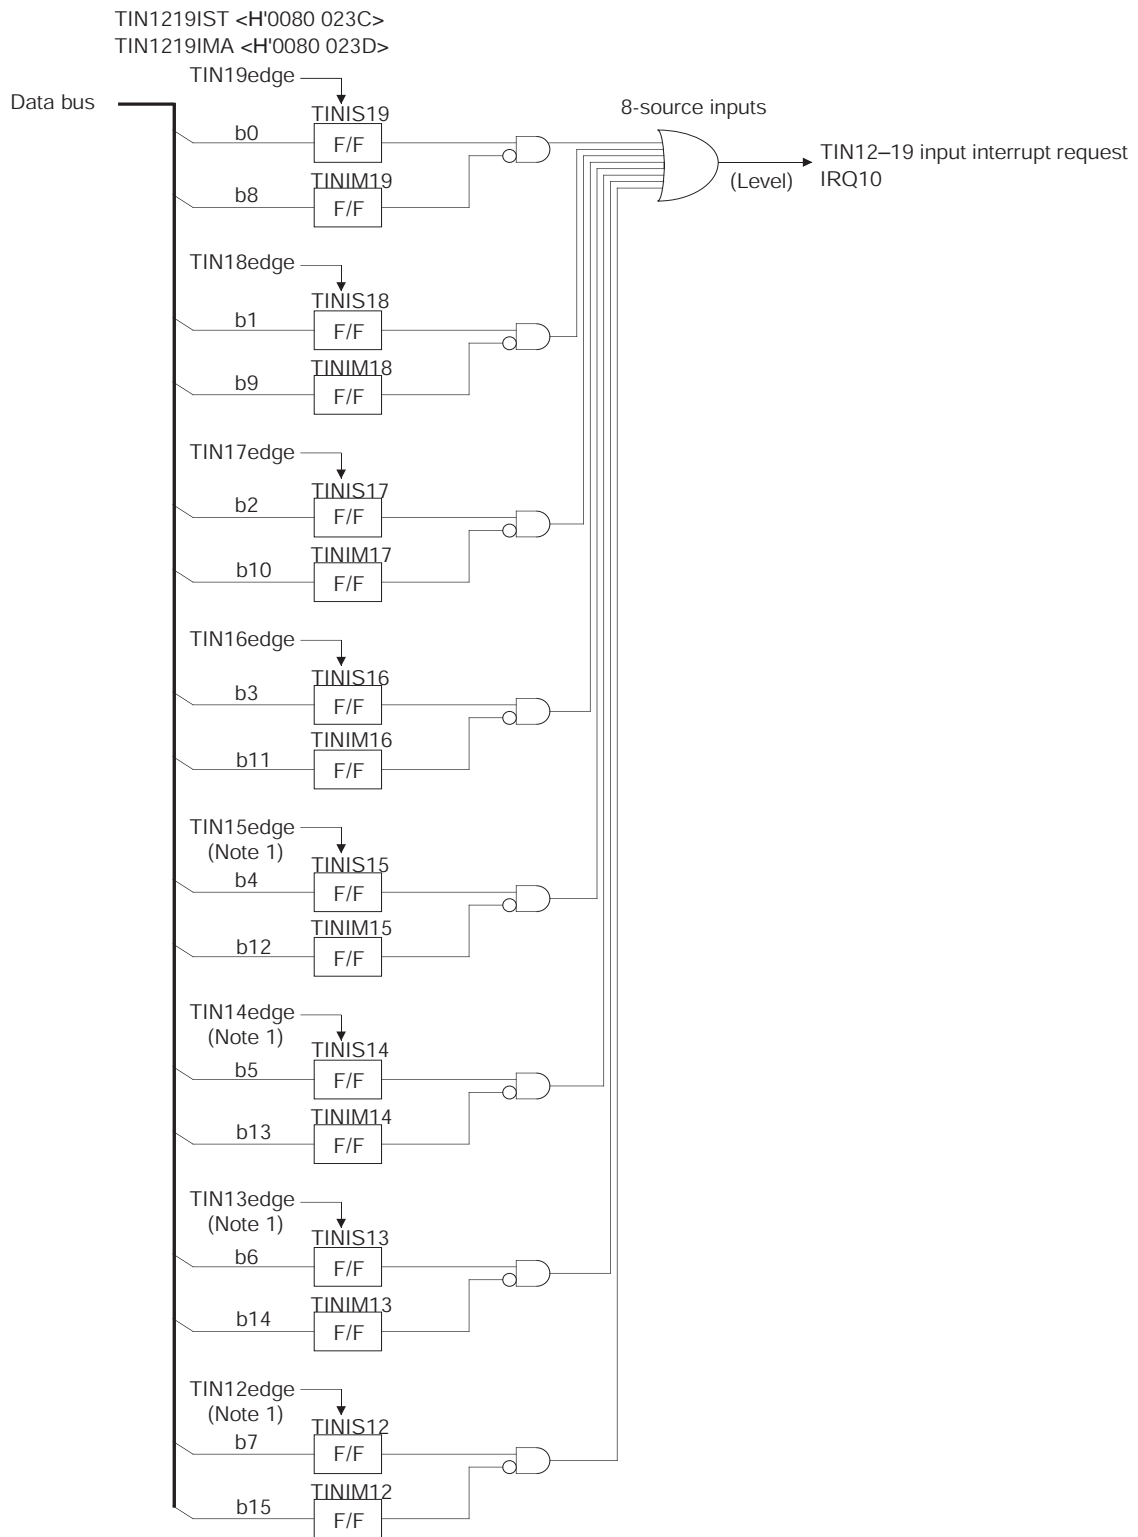 TIN1219IST <H'0080 023C>
TIN1219IMA <H'0080 023D>
TIN19edge
Data bus
TINIS19
8-source inputs
b0
F/F
TIN12–19 input interrupt request
(Level)
IRQ10
TINIM19
b8
F/F
TIN18edge
TINIS18
b1
F/F
TINIM18
b9
F/F
TIN17edge
TINIS17
b2
F/F
TINIM17
b10
F/F
TIN16edge
TINIS16
b3
F/F
TINIM16
b11
F/F
TIN15edge
(Note 1)
TINIS15
b4
F/F
TINIM15
b12
F/F
TIN14edge
(Note 1)
TINIS14
b5
F/F
TINIM14
b13
F/F
TIN13edge
(Note 1)
TINIS13
b6
F/F
TINIM13
b14
F/F
TIN12edge
(Note 1)
TINIS12
b7
F/F
TINIM12
b15
F/F